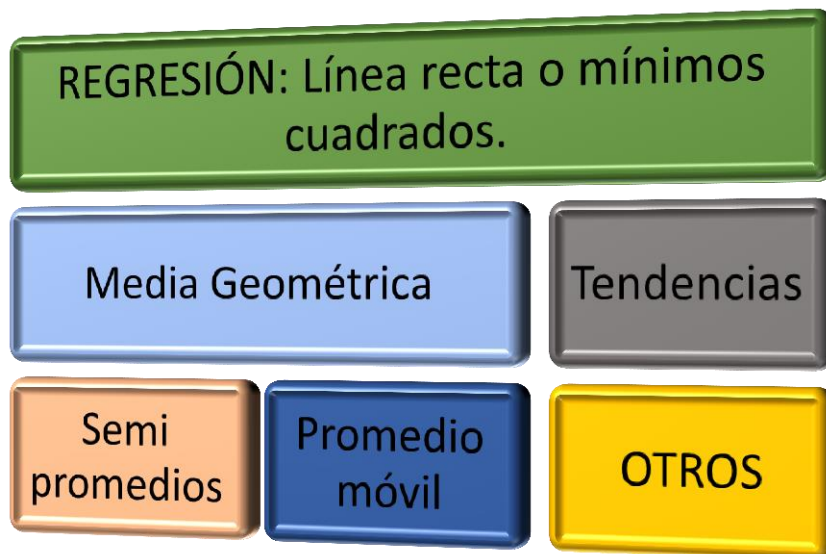 REGRESIÓN: Línea recta o mínimos
cuadrados.
Media Geométrica
Tendencias
Semi
promedios
Promedio
móvil
OTROS